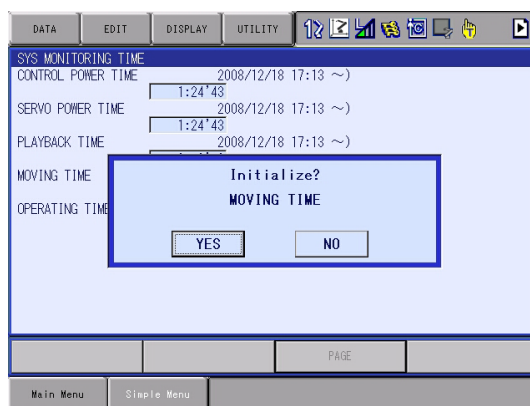 DATA EDIT DISPLAY UTILITY
SYS MONITORING TIME
CONTROL POWER TIME 2008/12/18 17:13 ～)
1:24'43
SERVO POWER TIME 2008/12/18 17:13 ～)
1:24'43
PLAYBACK TIME 2008/12/18 17:13 ～)
MOVING TIME
OPERATING TIME
Initialize?
MOVING TIME
YES NO
PAGE
Main Menu Simple Menu